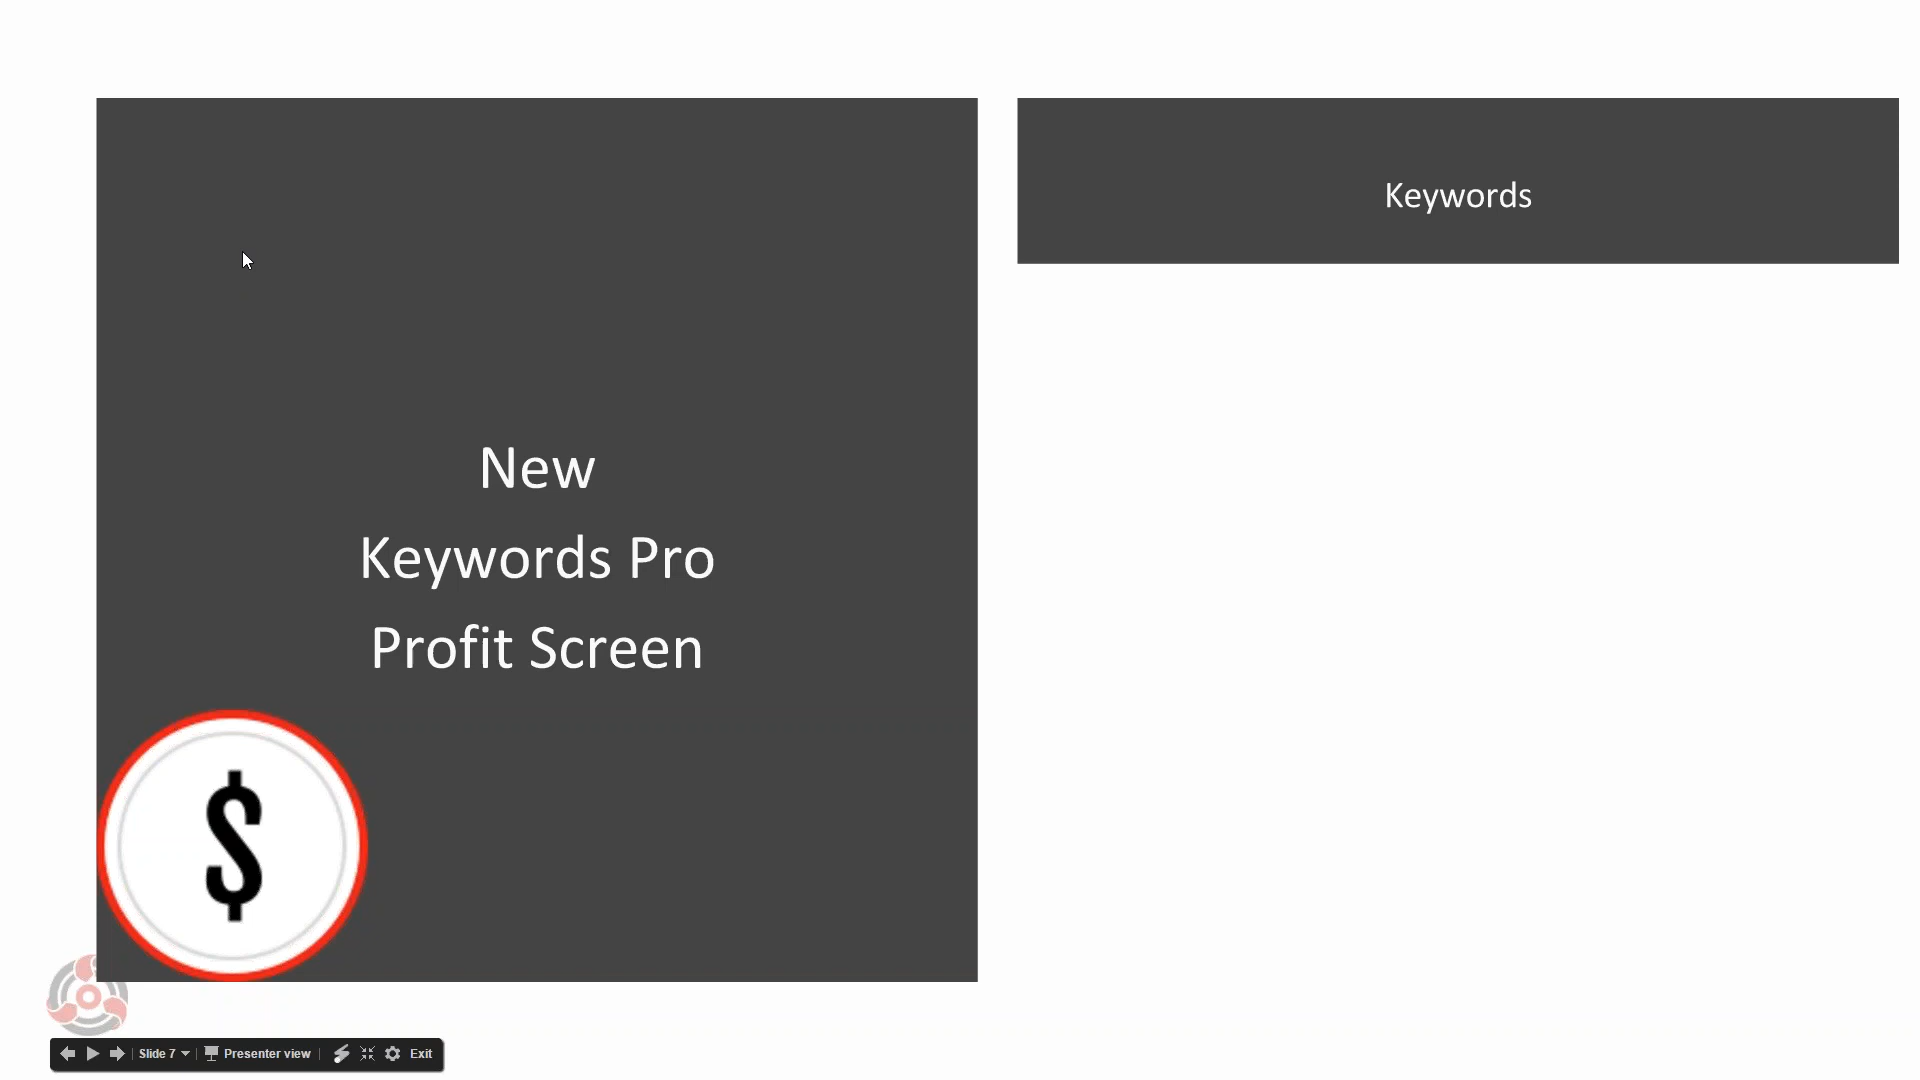 New
Keywords Pro
Profit Screen
$
Keywords
Slide 7
Presenter view
Exit